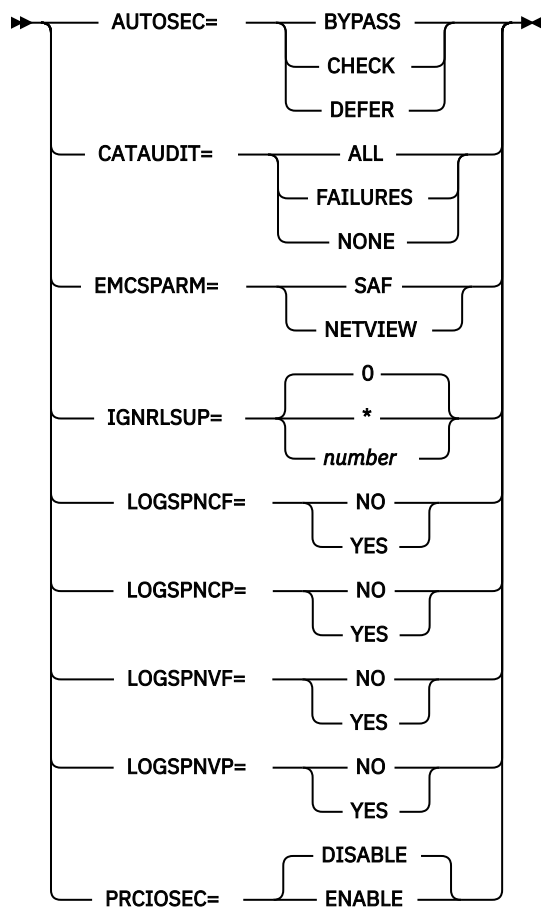 AUTOSEC= BYPASS
CHECK
DEFER
CATAUDIT= ALL
FAILURES
NONE
EMCSPARM= SAF
NETVIEW
0
IGNRLSUP= *
number
LOGSPNCF= NO
YES
LOGSPNCP= NO
YES
LOGSPNVF= NO
YES
LOGSPNVP= NO
YES
DISABLE
PRCIOSEC= ENABLE